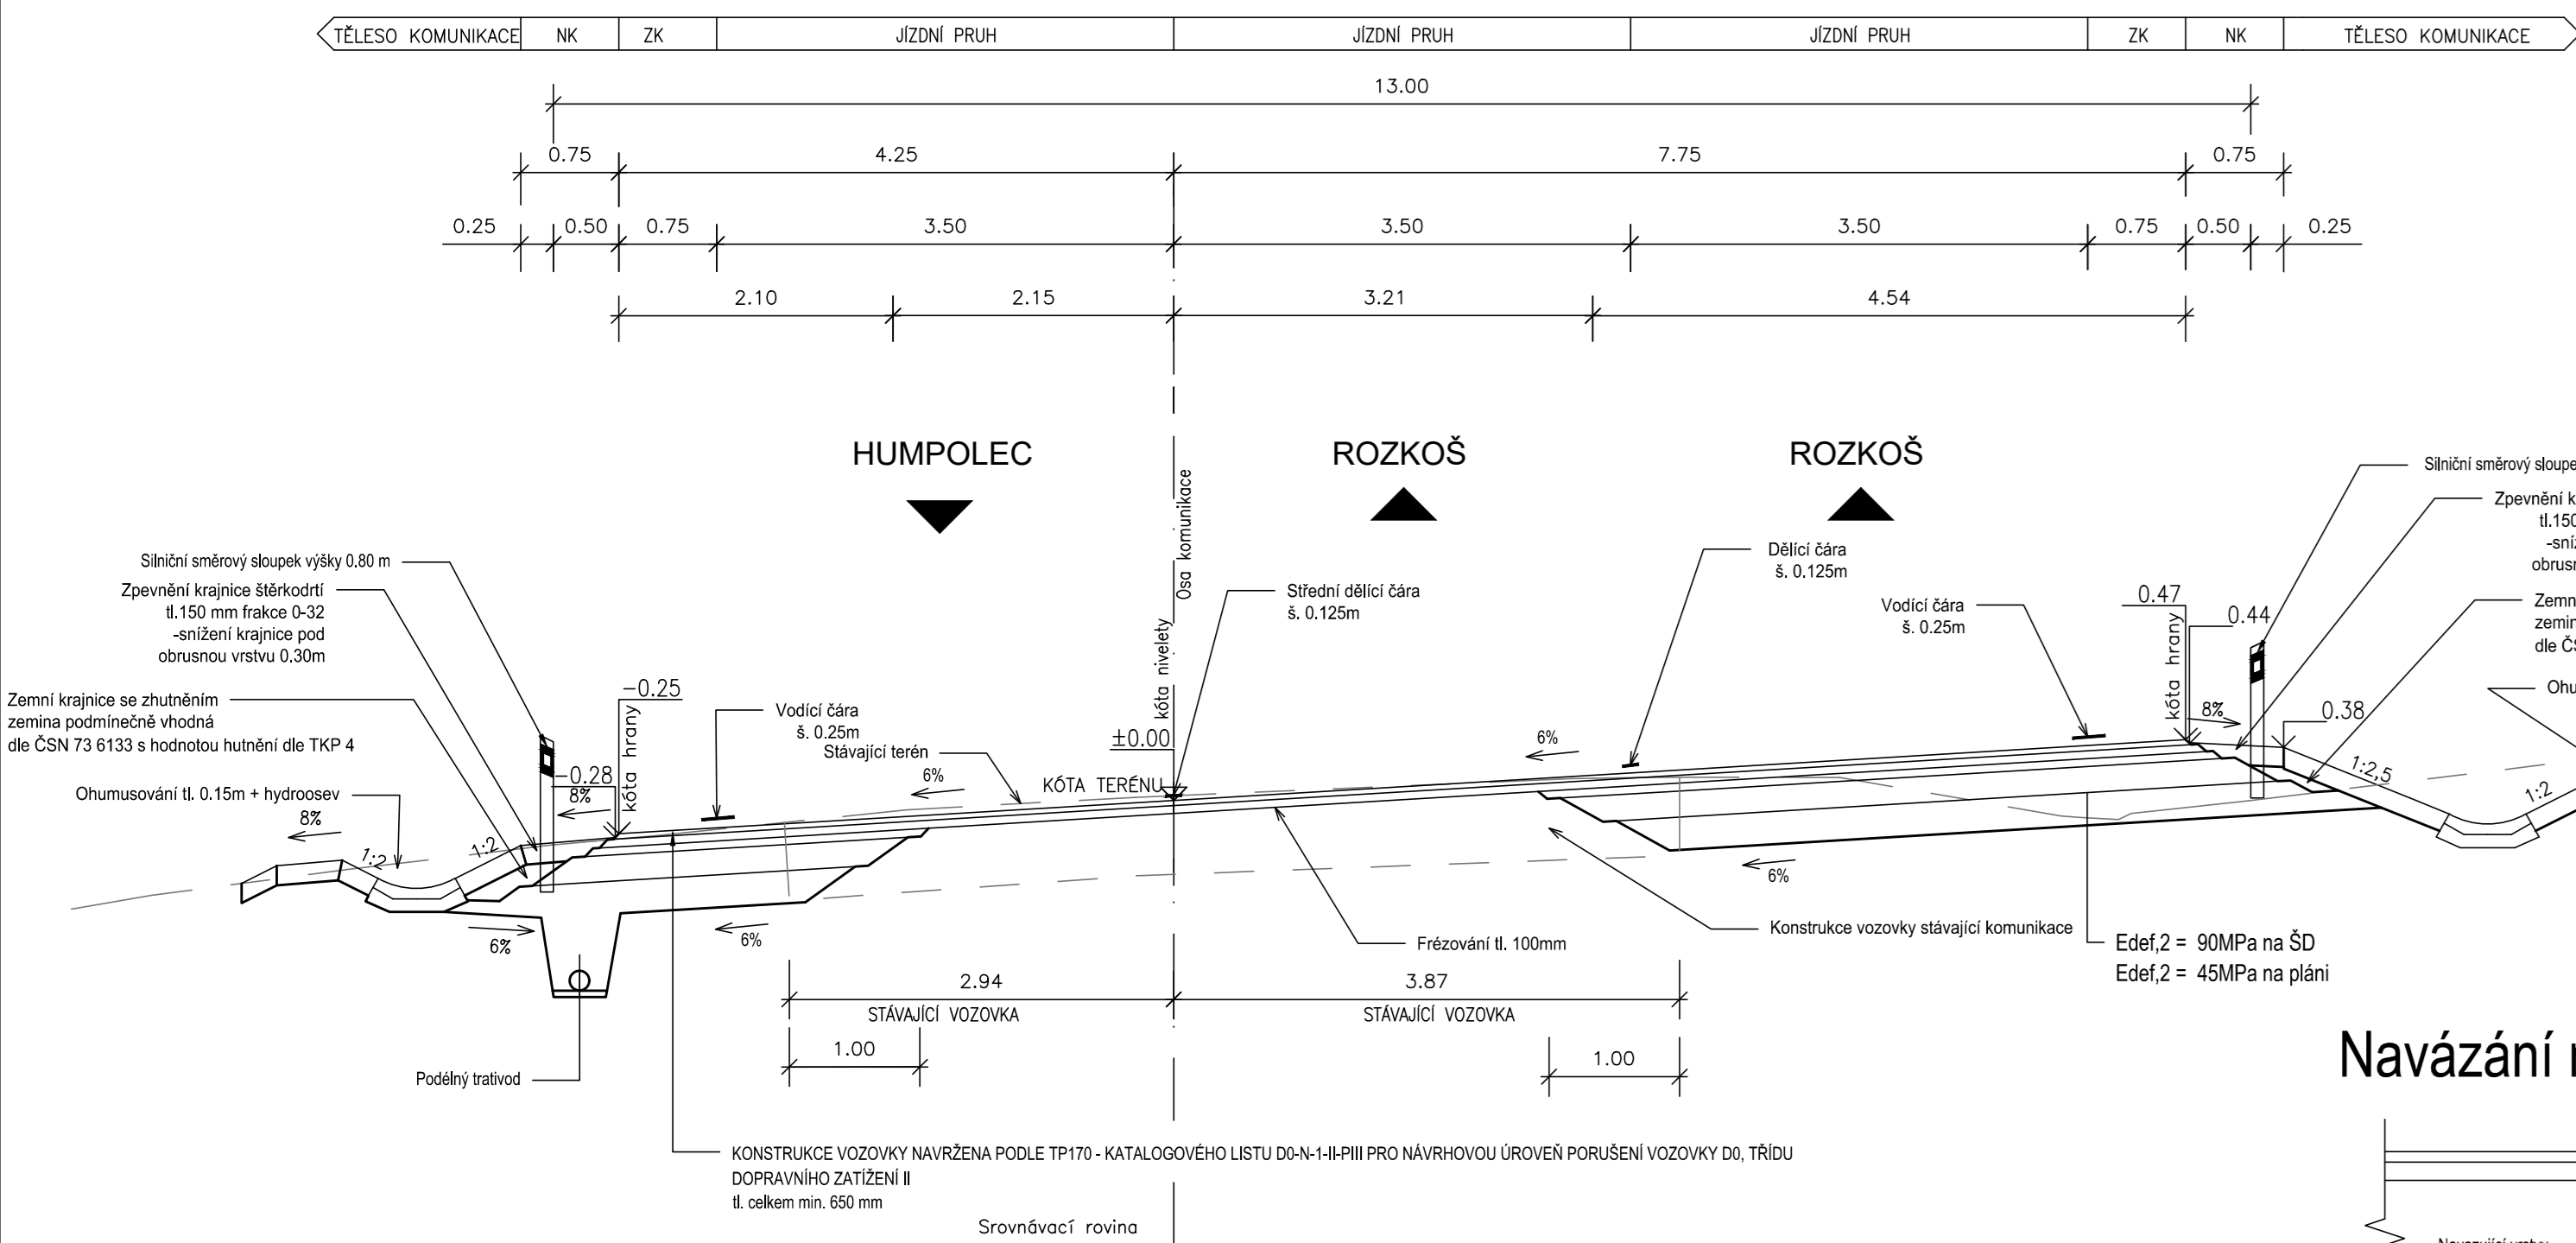 TĚLESO KOMUNIKACE NK ZK JÍZDNÍ PRUH JÍZDNÍ PRUH JÍZDNÍ PRUH ZK NK TĚLESO KOMUNIKACE
13.00
0.75 4.25 7.75 0.75
0.25 0.50 0.75 3.50 3.50 3.50 0.75 0.50 0.25
2.10 2.15 3.21 4.54
HUMPOLEC ROZKOŠ ROZKOŠ
Osa komunikace
kóta nivelety
Silniční směrový sloupek výšky 0.80 m
Zpevnění krajnice štěrkodrtí
tl.150 mm frakce 0-32
-snížení krajnice pod
obrusnou vrstvu 0.30m
Zemní krajnice se zhutněním
zemina podmínečně vhodná
dle ČSN 73 6133 s hodnotou hutnění dle TKP 4
Ohumusování tl. 0.15m + hydroosev
8%
1:2
1:2
-0.25
kóta hrany
-0.28
8%
Vodící čára
š. 0.25m
Stávající terén
6%
±0.00
KÓTA TERÉNU
Střední dělící čára
š. 0.125m
6%
Dělící čára
š. 0.125m
Vodící čára
š. 0.25m
0.47
kóta hrany
0.44
8%
0.38
1:2,5
1:2
Silniční směrový
Zpevnění
Zemní krajnice se zhutněním
6%
6%
6%
Frézování tl. 100mm
Konstrukce vozovky stávající komunikace
Edef,2 = 90MPa na ŠD
Edef,2 = 45MPa na pláni
2.94 3.87
STÁVAJÍCÍ VOZOVKA STÁVAJÍCÍ VOZOVKA
1.00 1.00
Podélný trativod
Navázání
KONSTRUKCE VOZOVKY NAVRŽENA PODLE TP170 - KATALOGOVÉHO LISTU D0-N-1-II-PIII PRO NÁVRHOVOU ÚROVEŇ PORUŠENÍ VOZOVKY D0, TŘÍDU
DOPRAVNÍHO ZATÍŽENÍ II
tl. celkem min. 650 mm
Srovnávací rovina